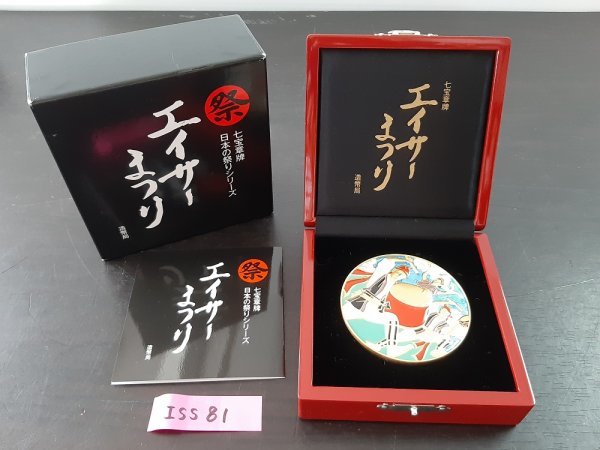 祭
七宝章牌
日本の祭りシリーズ
エイサー
まつり
造幣局
七宝章牌
エイサー
まつり
造幣局
祭
七宝章牌
日本の祭りシリーズ
エイサー
まつり
造幣局
ISS 81